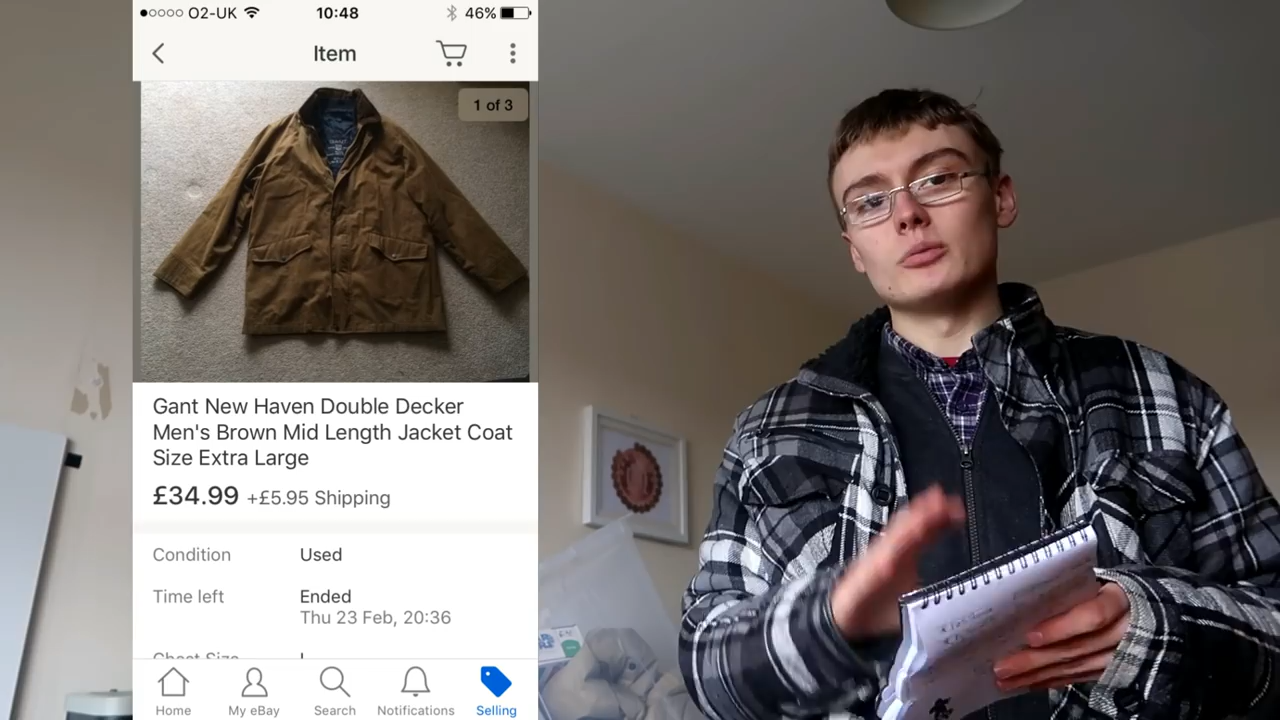 O2-UK
10:48
46%
Item
1 of 3
Gant New Haven Double Decker
Men's Brown Mid Length Jacket Coat
Size Extra Large
£34.99 +£5.95 Shipping
Condition Used
Time left Ended
Thu 23 Feb, 20:36
Chest Size L
Home My eBay Search Notifications Selling